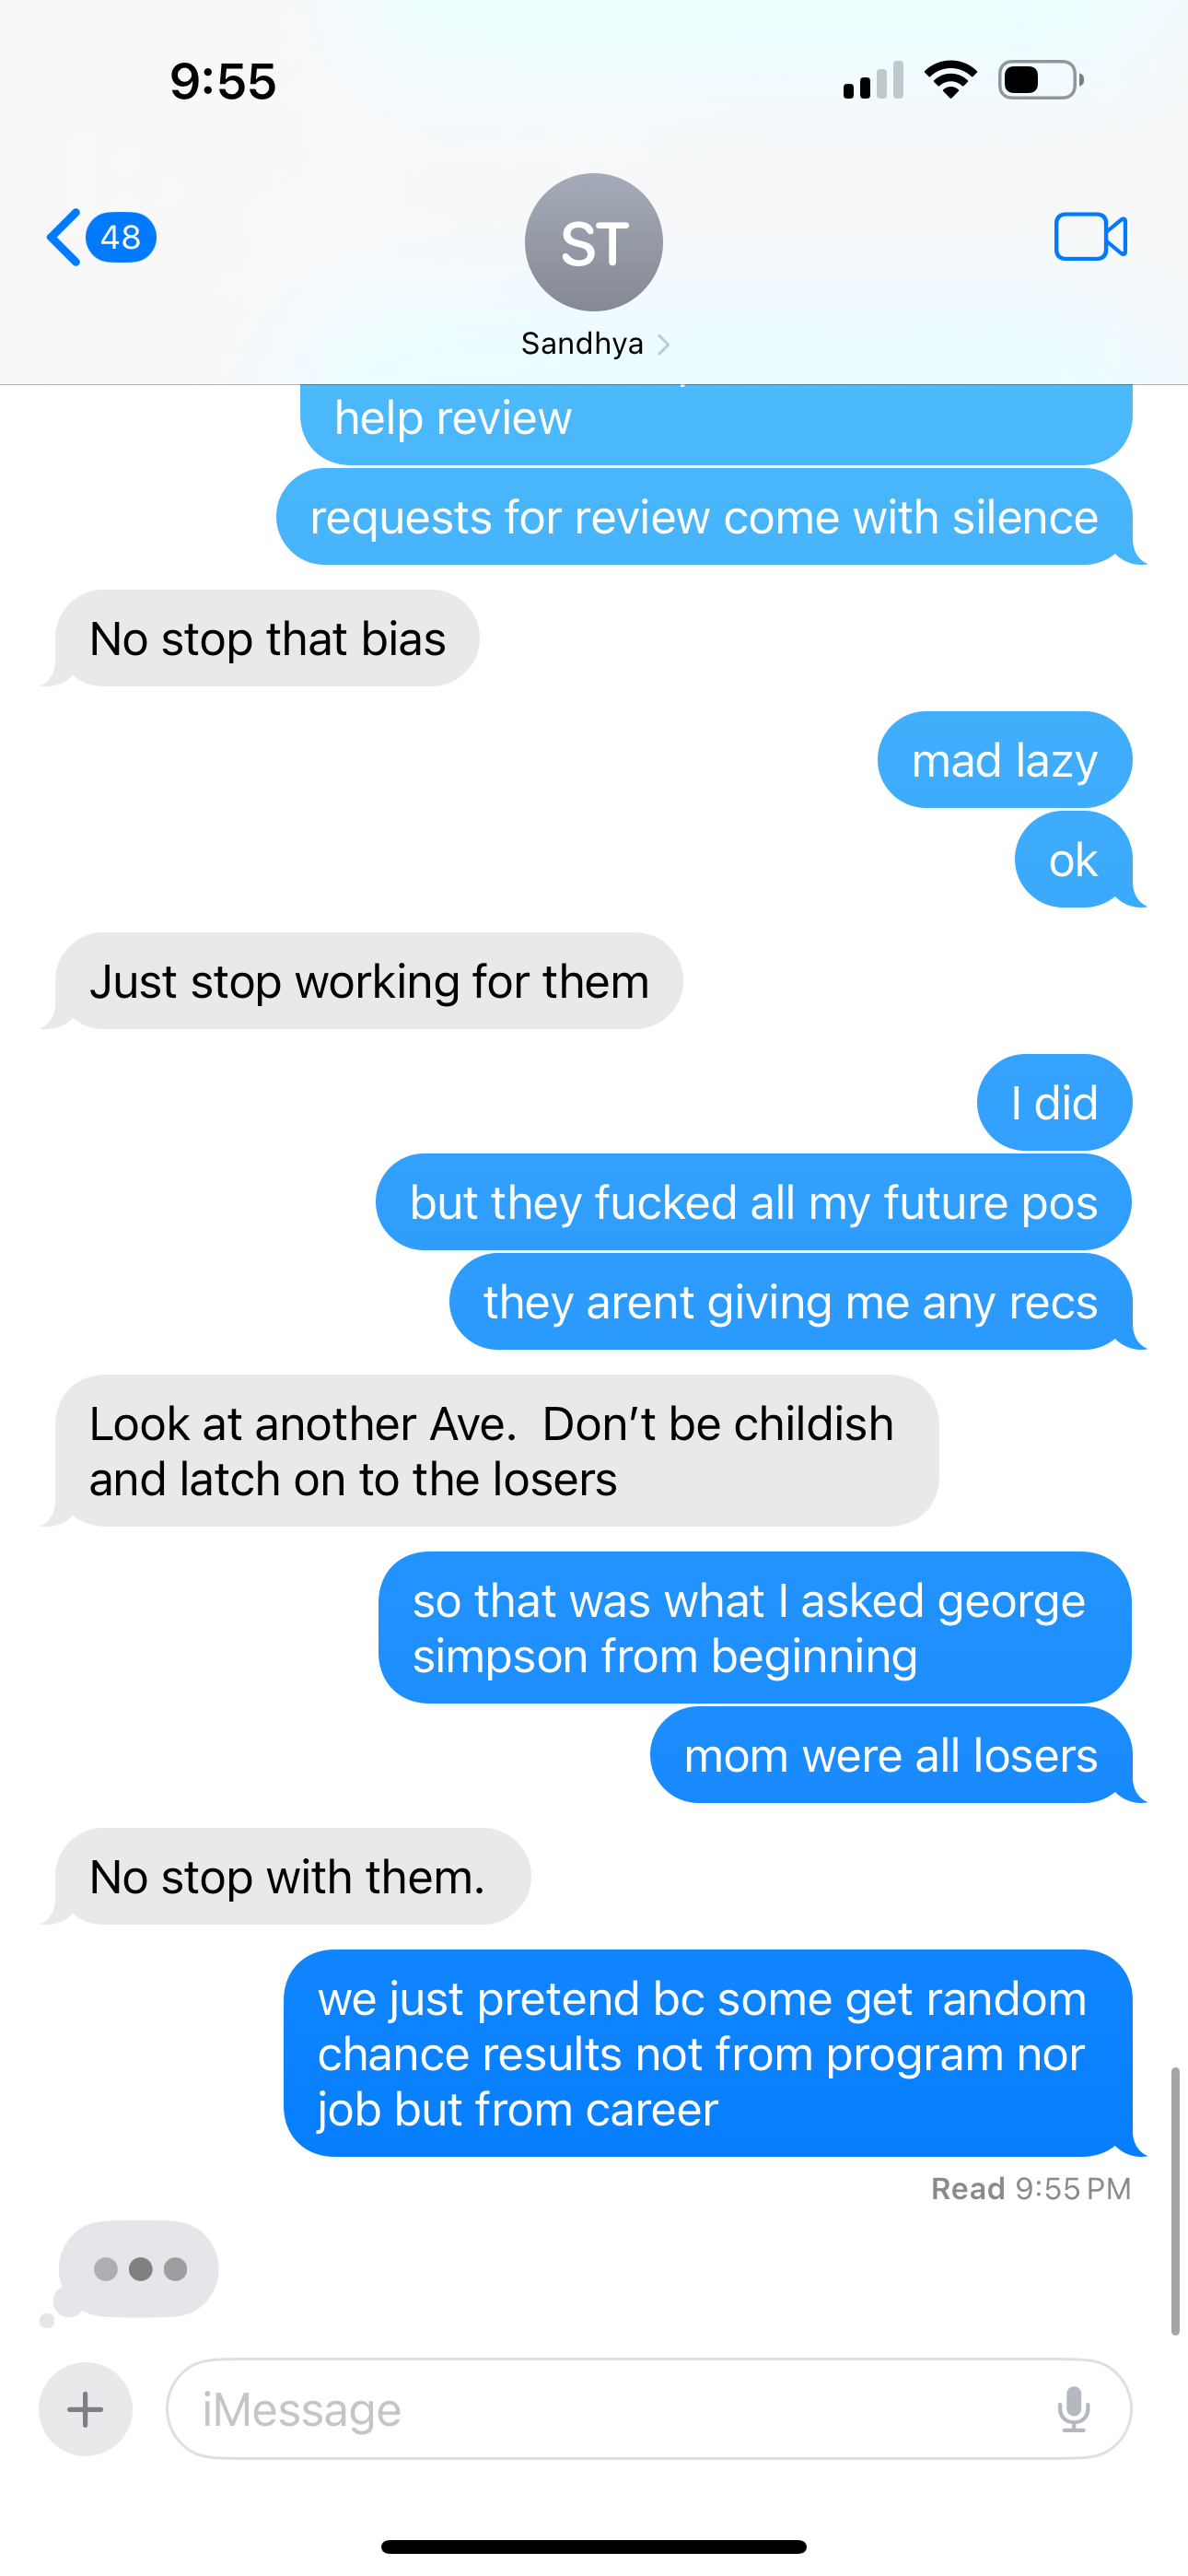 9:55
48
ST
Sandhya
help review
requests for review come with silence
No stop that bias
mad lazy
ok
Just stop working for them
I did
but they fucked all my future pos
they arent giving me any recs
Look at another Ave.  Don’t be childish
and latch on to the losers
so that was what I asked george
simpson from beginning
mom were all losers
No stop with them.
we just pretend bc some get random
chance results not from program nor
job but from career
Read 9:55 PM
iMessage